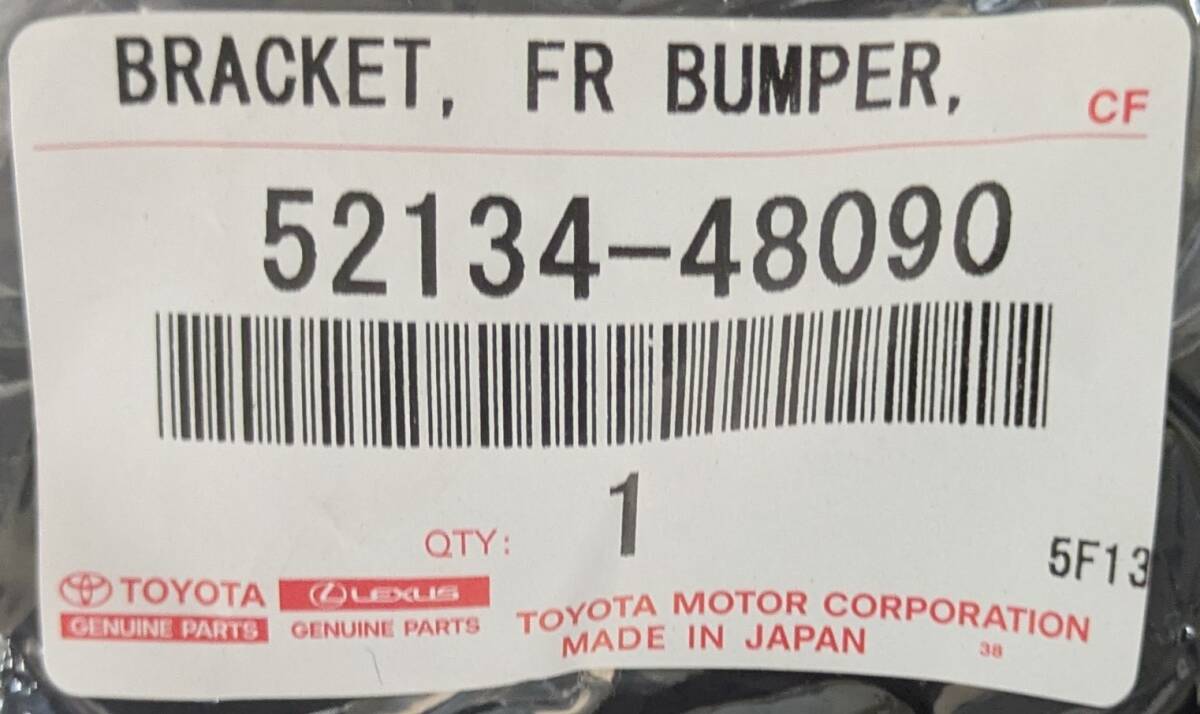 BRACKET, FR BUMPER,
CF
52134-48090
QTY: 1
5F13
TOYOTA
GENUINE PARTS
LEXUS
GENUINE PARTS
TOYOTA MOTOR CORPORATION
MADE IN JAPAN
38